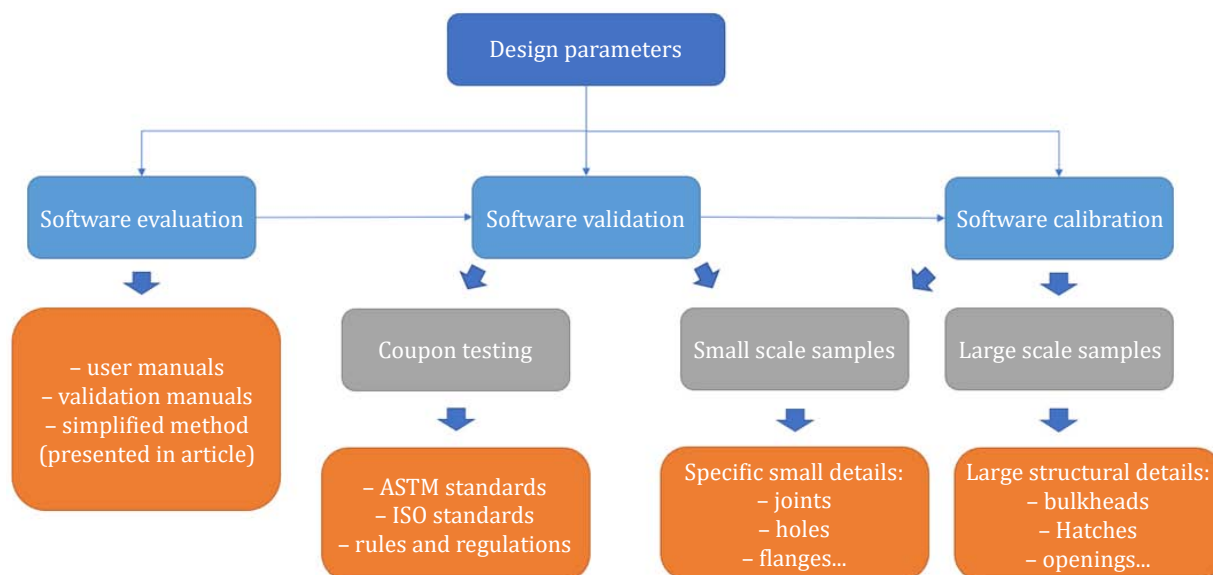 Design parameters
Software evaluation
Software validation
Software calibration
– user manuals
– validation manuals
– simplified method
(presented in article)
Coupon testing
Small scale samples
Large scale samples
– ASTM standards
– ISO standards
– rules and regulations
Specific small details:
– joints
– holes
– flanges...
Large structural details:
– bulkheads
– Hatches
– openings...